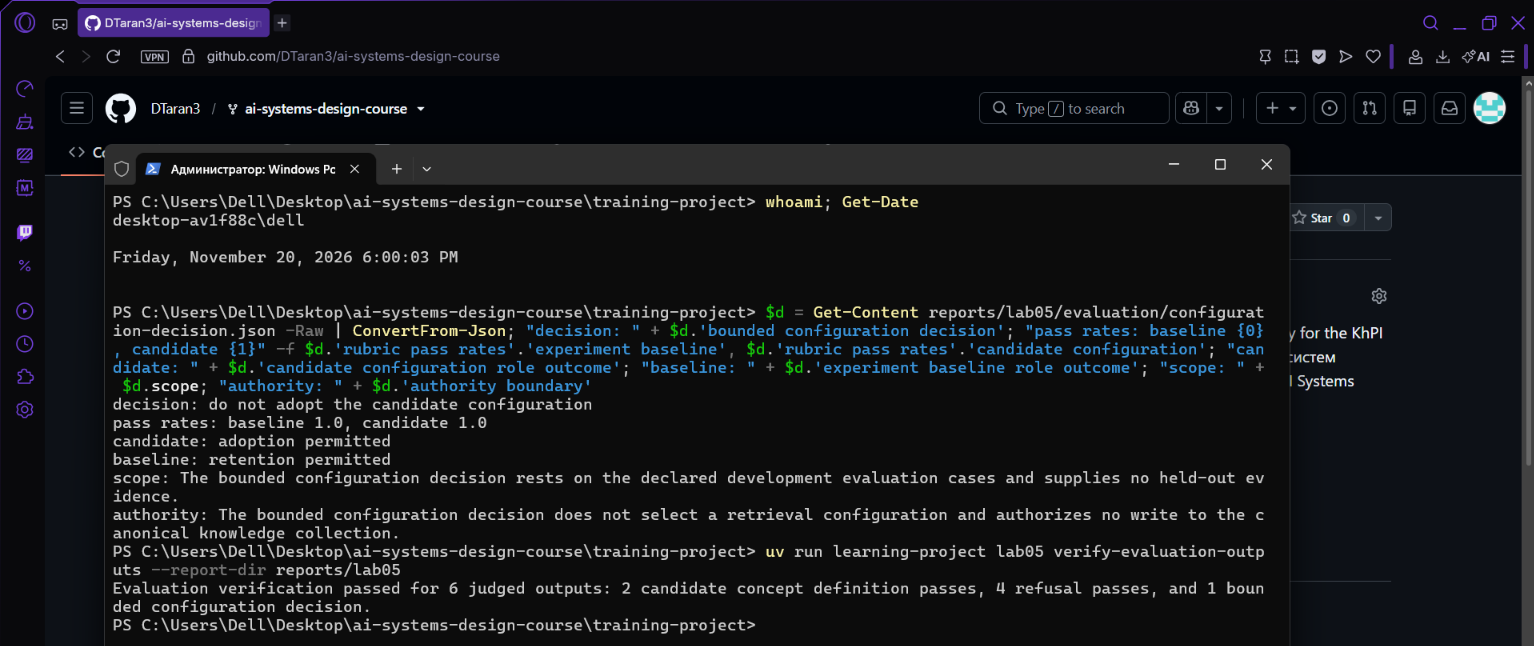 DTaran3/ai-systems-desig
VPN
github.com/DTaran3/ai-systems-design-course
AI
DTaran3 / ai-systems-design-course
Type / to search
Администратор: Windows Pc
Star 0
y for the KhPI
систем
l Systems
PS C:\Users\Dell\Desktop\ai-systems-design-course\training-project> whoami; Get-Date
desktop-av1f88c\dell
Friday, November 20, 2026 6:00:03 PM
PS C:\Users\Dell\Desktop\ai-systems-design-course\training-project> $d = Get-Content reports/lab05/evaluation/configurat
ion-decision.json -Raw | ConvertFrom-Json; "decision: " + $d.'bounded configuration decision'; "pass rates: baseline {0}
, candidate {1}" -f $d.'rubric pass rates'.'experiment baseline', $d.'rubric pass rates'.'candidate configuration'; "can
didate: " + $d.'candidate configuration role outcome'; "baseline: " + $d.'experiment baseline role outcome'; "scope: " +
 $d.scope; "authority: " + $d.'authority boundary'
decision: do not adopt the candidate configuration
pass rates: baseline 1.0, candidate 1.0
candidate: adoption permitted
baseline: retention permitted
scope: The bounded configuration decision rests on the declared development evaluation cases and supplies no held-out ev
idence.
authority: The bounded configuration decision does not select a retrieval configuration and authorizes no write to the c
anonical knowledge collection.
PS C:\Users\Dell\Desktop\ai-systems-design-course\training-project> uv run learning-project lab05 verify-evaluation-outp
uts --report-dir reports/lab05
Evaluation verification passed for 6 judged outputs: 2 candidate concept definition passes, 4 refusal passes, and 1 boun
ded configuration decision.
PS C:\Users\Dell\Desktop\ai-systems-design-course\training-project>